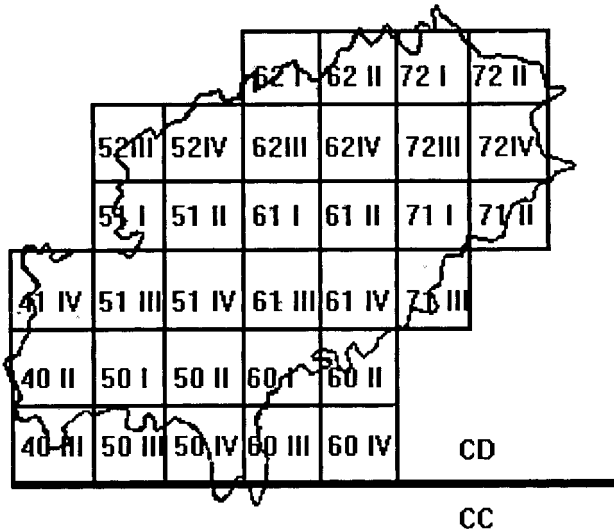 62 I 62 II 72 I 72 II
52III 52IV 62III 62IV 72III 72IV
51 I 51 II 61 I 61 II 71 I 71 II
41 IV 51 III 51 IV 61 III 61 IV 71 III
40 II 50 I 50 II 60 I 60 II
40 III 50 III 50 IV 60 III 60 IV CD
CC